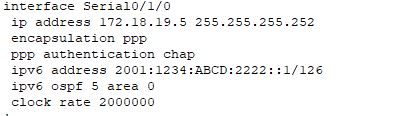 interface Serial0/1/0
ip address 172.18.19.5 255.255.255.252
encapsulation ppp
ppp authentication chap
ipv6 address 2001:1234:ABCD:2222::1/126
ipv6 ospf 5 area 0
clock rate 2000000